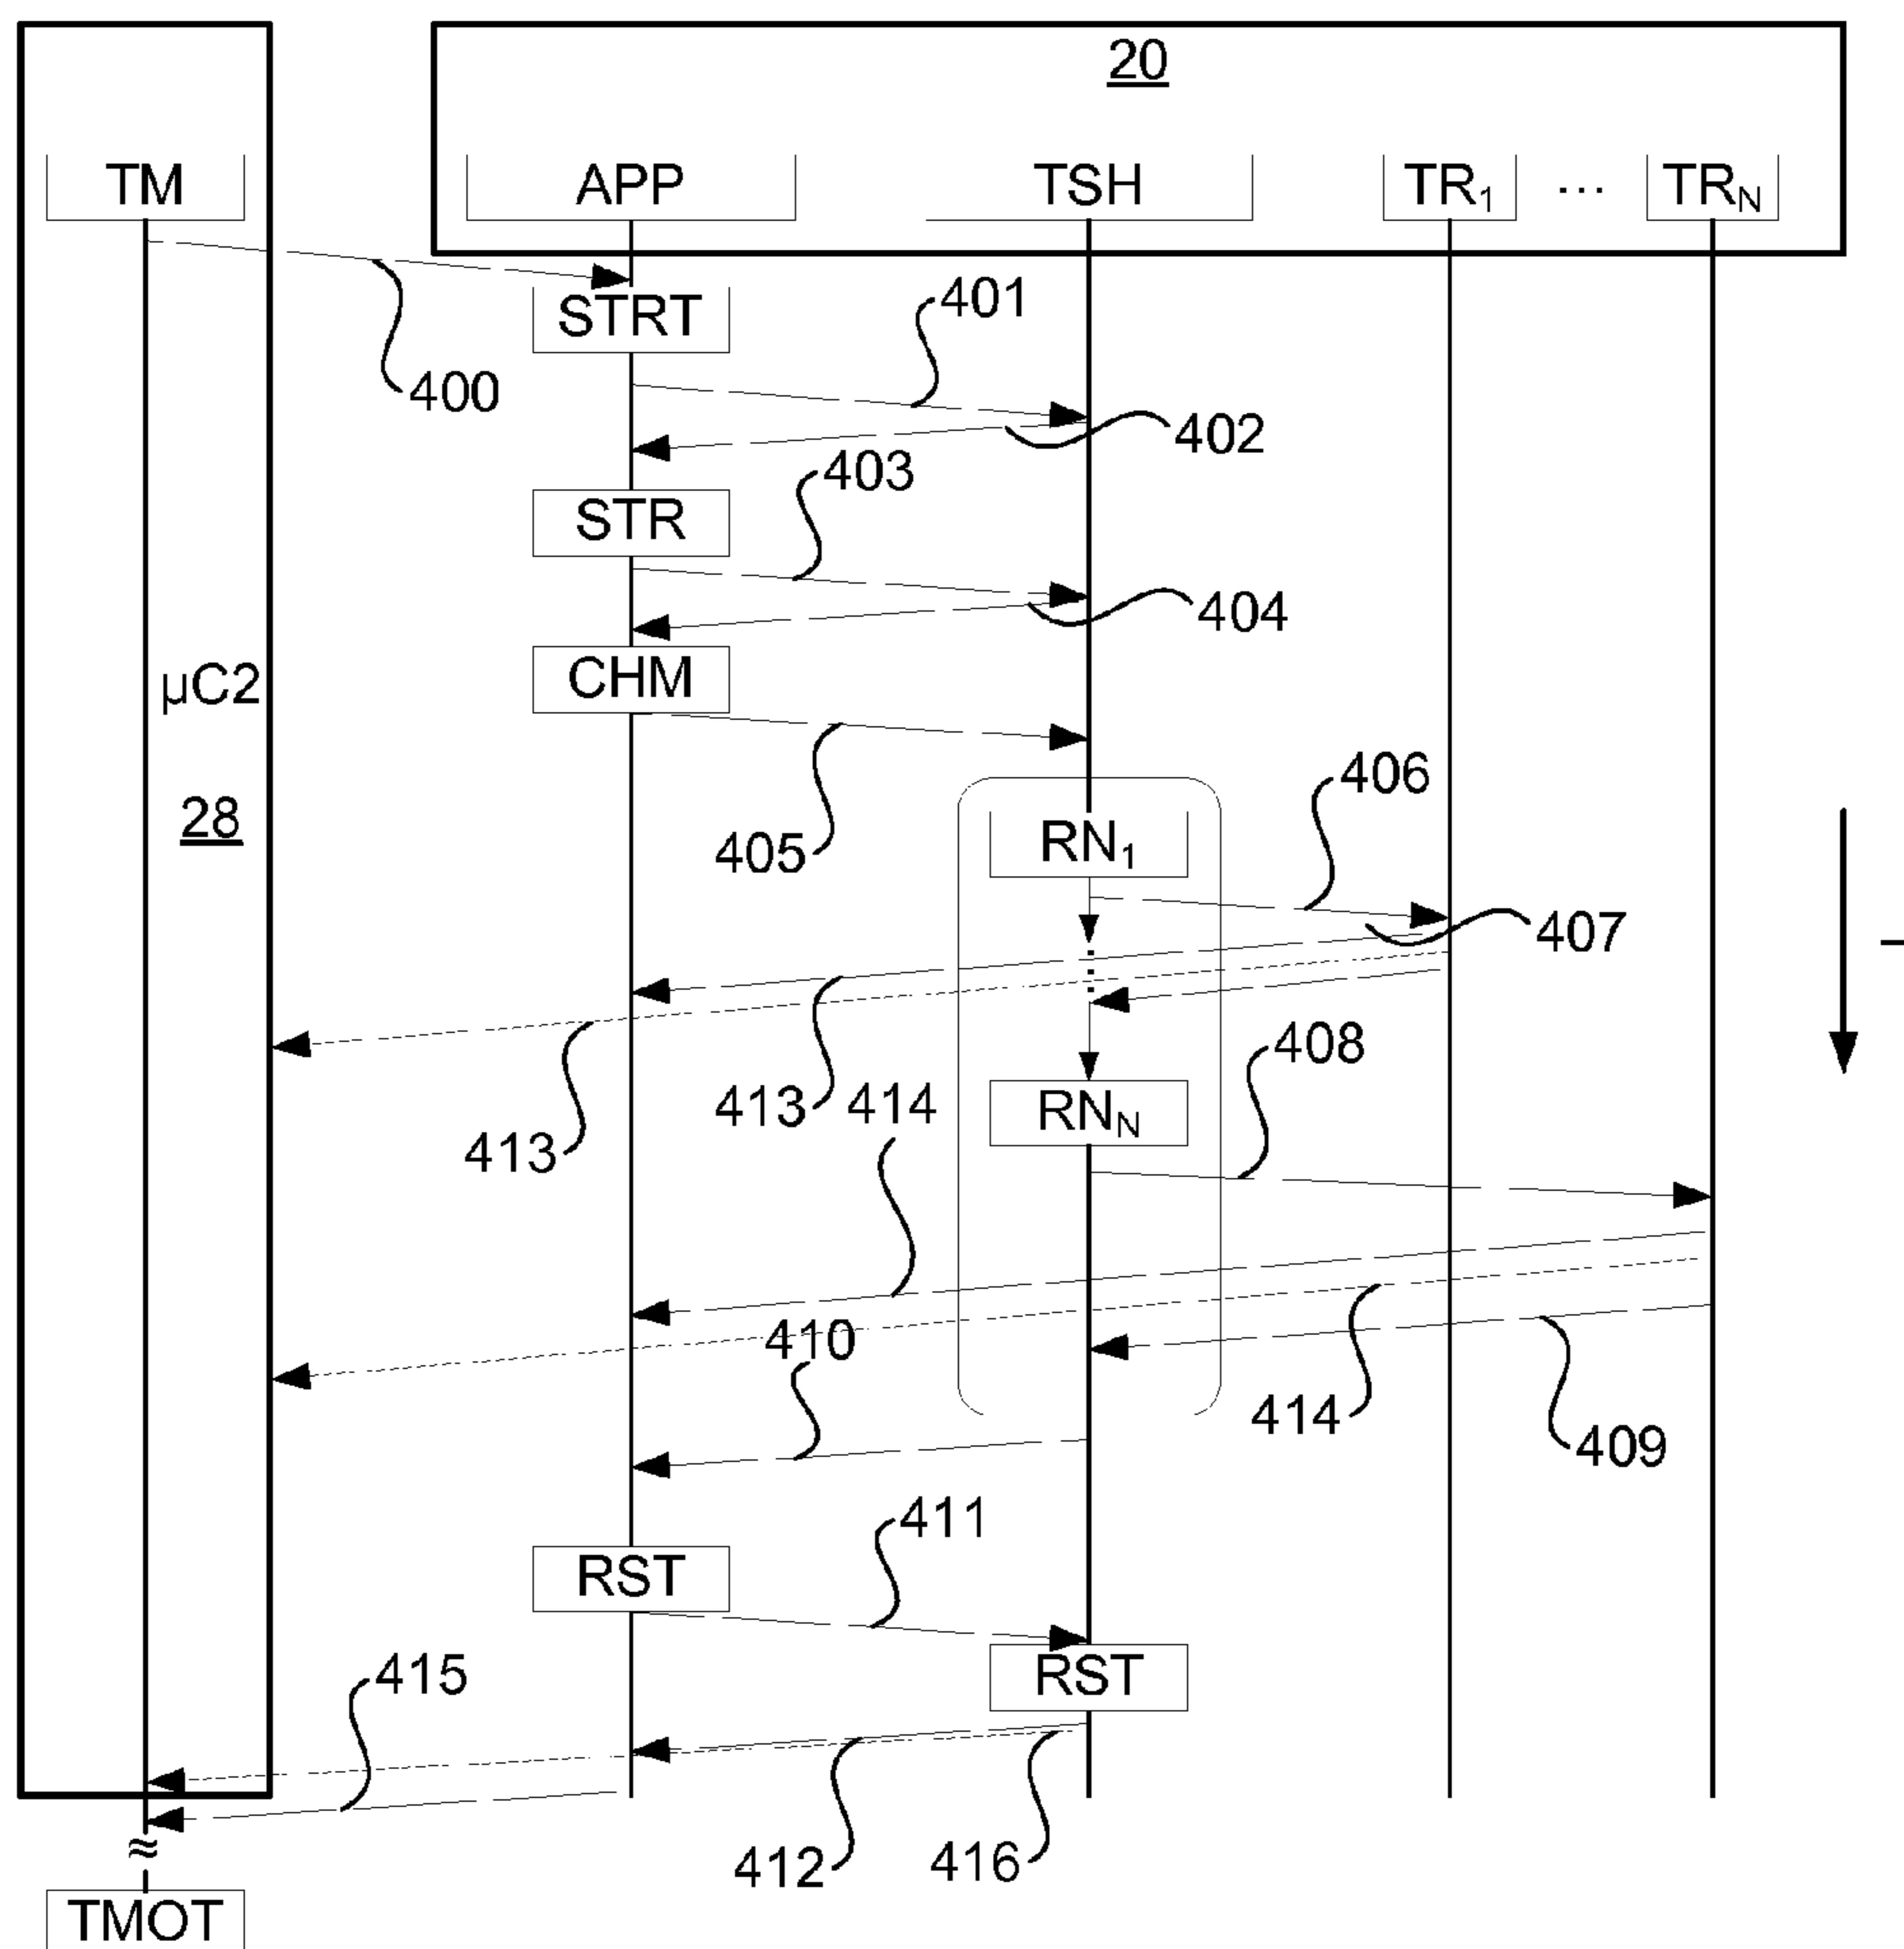 20
TM
APP
TSH
TR1
...
TRN
STRT
401
400
402
403
STR
404
μC2
CHM
406
28
405
RN1
407
408
413
414
RNN
413
410
414
409
411
RST
415
RST
412
416
≈
TMOT